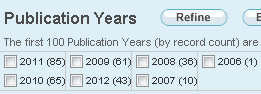 Publication Years Refine
The first 100 Publication Years (by record count) are
2011 (85) 2009 (61) 2008 (36) 2006 (1)
2010 (65) 2012 (43) 2007 (10)